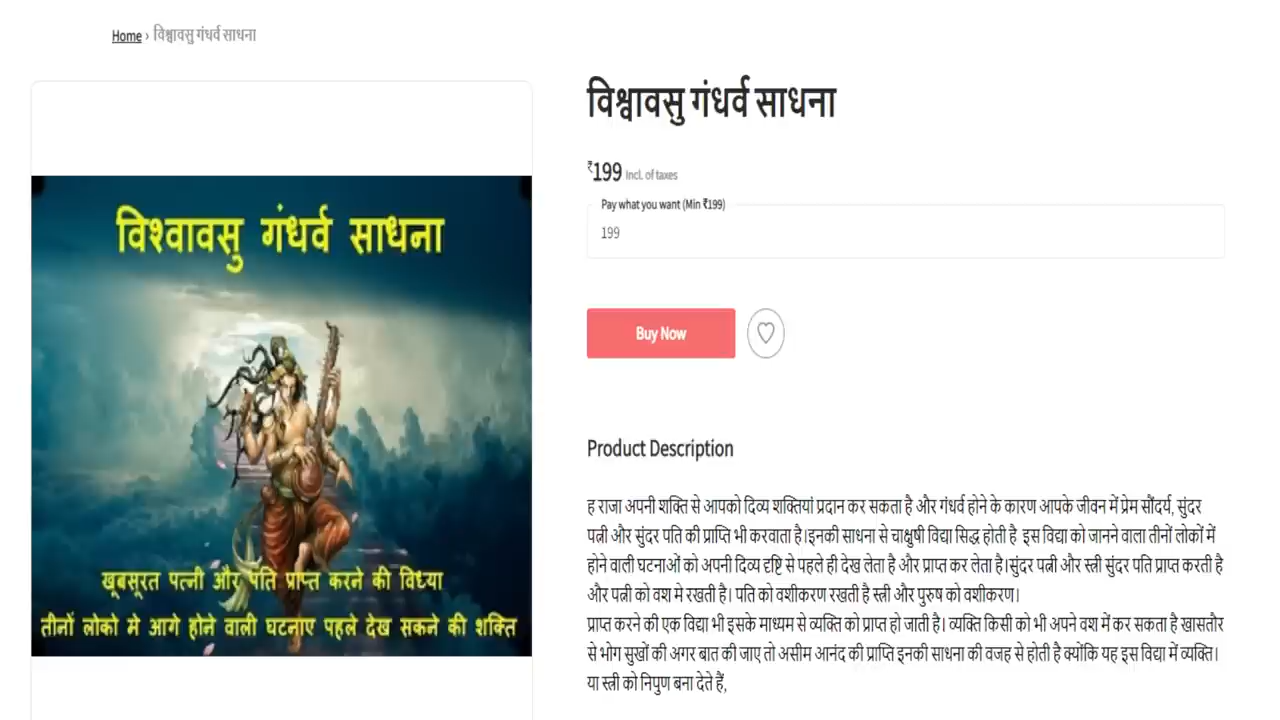 Home › विश्वावसु गंधर्व साधना
विश्वावसु गंधर्व साधना
₹199 Incl. of taxes
Pay what you want (Min ₹199)
199
Buy Now
Product Description
ह राजा अपनी शक्ति से आपको दिव्य शक्तियां प्रदान कर सकता है और गंधर्व होने के कारण आपके जीवन में प्रेम सौंदर्य, सुंदर
पत्नी और सुंदर पति की प्राप्ति भी करवाता है।इनकी साधना से चाक्षुषी विद्या सिद्ध होती है इस विद्या को जानने वाला तीनों लोकों में
होने वाली घटनाओं को अपनी दिव्य दृष्टि से पहले ही देख लेता है और प्राप्त कर लेता है।सुंदर पत्नी और स्त्री सुंदर पति प्राप्त करती है
और पत्नी को वश मे रखती है। पति को वशीकरण रखती है स्त्री और पुरुष को वशीकरण।
प्राप्त करने की एक विद्या भी इसके माध्यम से व्यक्ति को प्राप्त हो जाती है। व्यक्ति किसी को भी अपने वश में कर सकता है खासतौर
से भोग सुखों की अगर बात की जाए तो असीम आनंद की प्राप्ति इनकी साधना की वजह से होती है क्योंकि यह इस विद्या में व्यक्ति।
या स्त्री को निपुण बना देते हैं,
विश्वावसु गंधर्व साधना
खूबसूरत पत्नी और पति प्राप्त करने की विध्या
तीनों लोको मे आगे होने वाली घटनाए पहले देख सकने की शक्ति